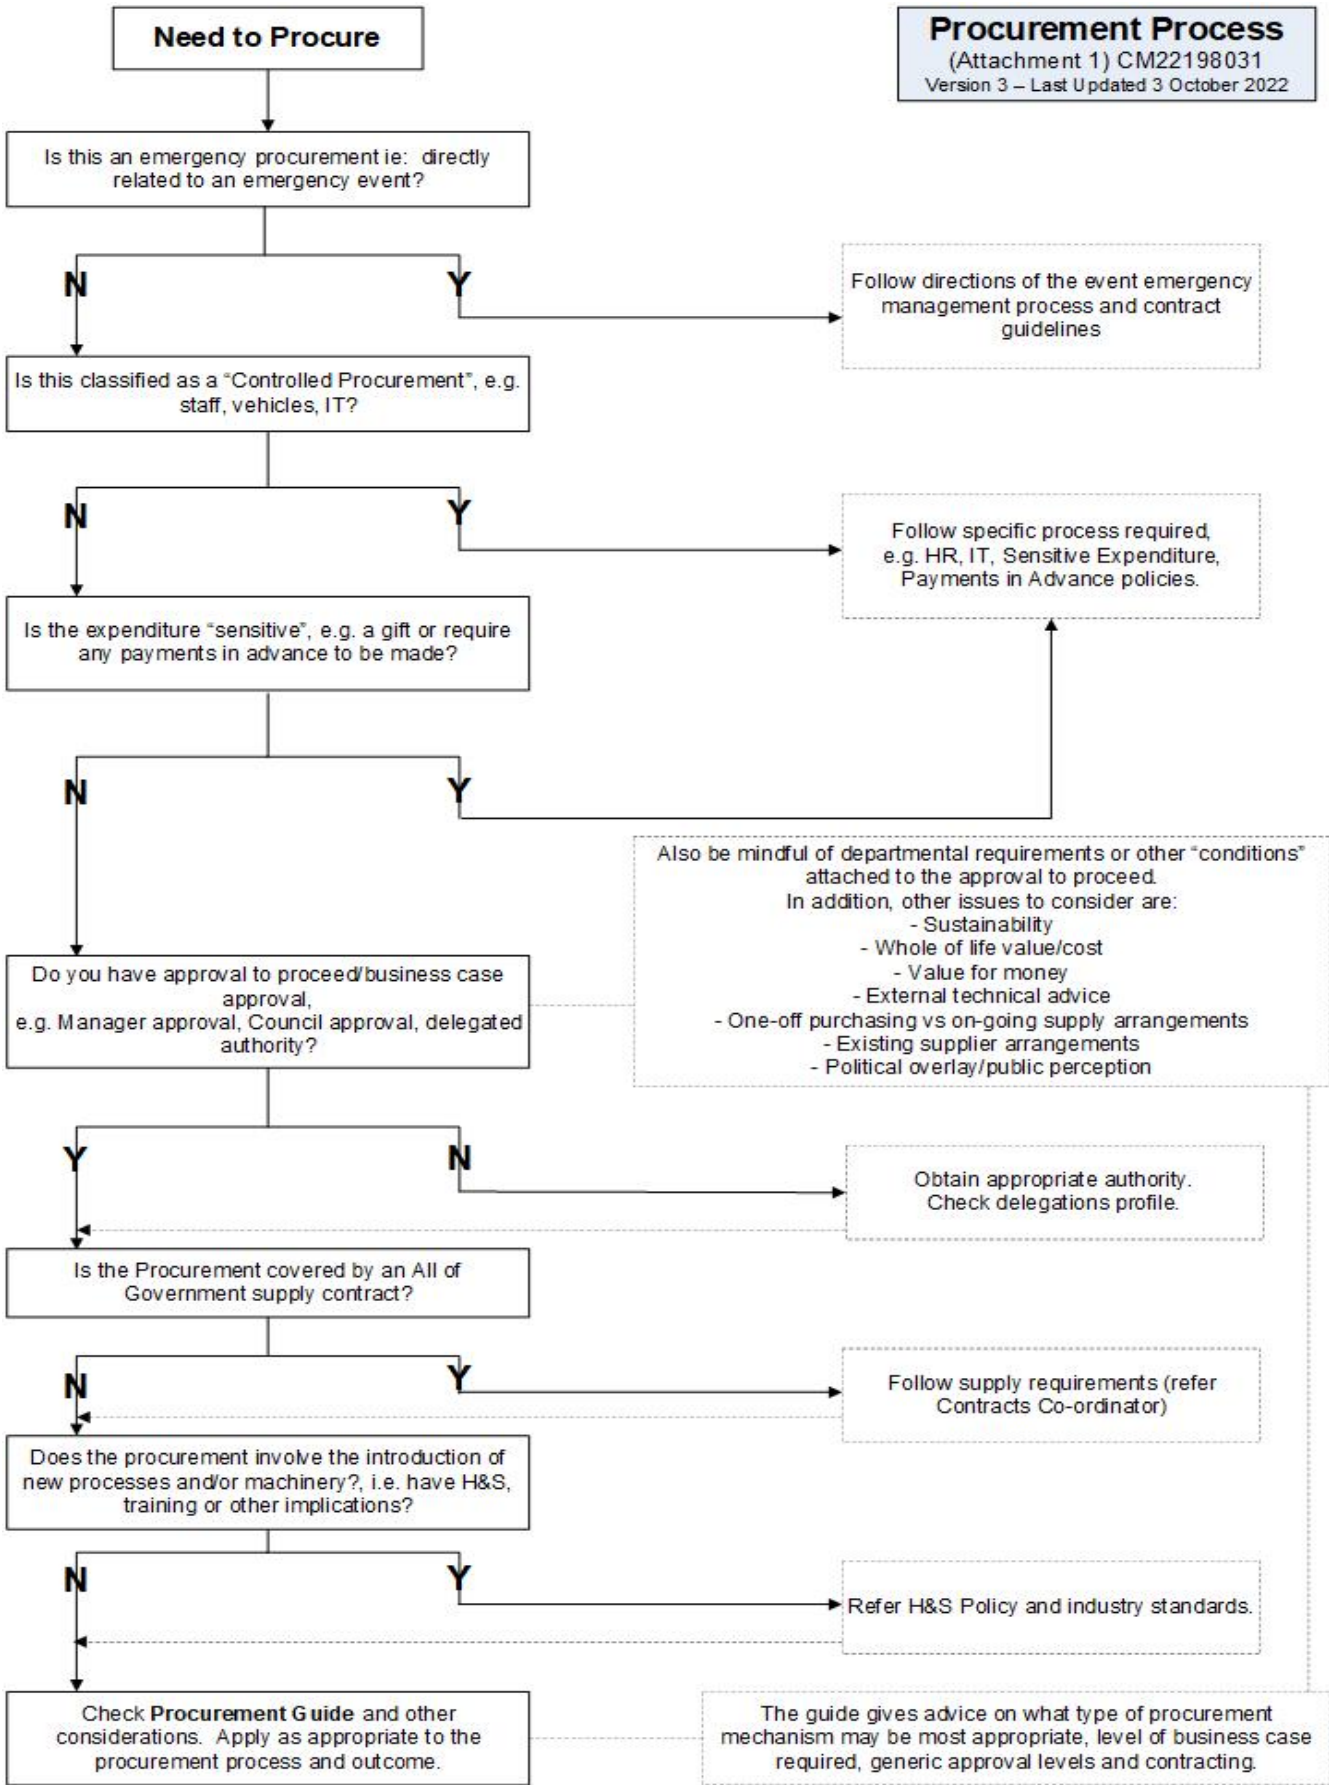 Need to Procure
Procurement Process
(Attachment 1) CM22198031
Version 3 – Last Updated 3 October 2022
Is this an emergency procurement ie:  directly
related to an emergency event?
N
Y
Follow directions of the event emergency
management process and contract
guidelines
Is this classified as a “Controlled Procurement”, e.g.
staff, vehicles, IT?
N
Y
Follow specific process required,
e.g. HR, IT, Sensitive Expenditure,
Payments in Advance policies.
Is the expenditure “sensitive”, e.g. a gift or require
any payments in advance to be made?
N
Y
Also be mindful of departmental requirements or other “conditions”
attached to the approval to proceed.
In addition, other issues to consider are:
- Sustainability
- Whole of life value/cost
- Value for money
- External technical advice
- One-off purchasing vs on-going supply arrangements
- Existing supplier arrangements
- Political overlay/public perception
Do you have approval to proceed/business case
approval,
e.g. Manager approval, Council approval, delegated
authority?
Y
N
Obtain appropriate authority.
Check delegations profile.
Is the Procurement covered by an All of
Government supply contract?
N
Y
Follow supply requirements (refer
Contracts Co-ordinator)
Does the procurement involve the introduction of
new processes and/or machinery?, i.e. have H&S,
training or other implications?
N
Y
Refer H&S Policy and industry standards.
Check Procurement Guide and other
considerations.  Apply as appropriate to the
procurement process and outcome.
The guide gives advice on what type of procurement
mechanism may be most appropriate, level of business case
required, generic approval levels and contracting.